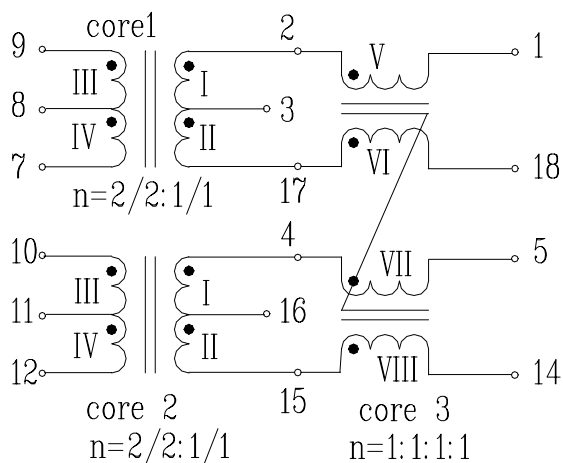 core1
9
2
V
1
III
I
8
3
IV
II
7
17
VI
18
n=2/2:1/1
10
4
VII
5
III
I
11
16
IV
II
12
15
VIII
14
core 2
core 3
n=2/2:1/1
n=1:1:1:1